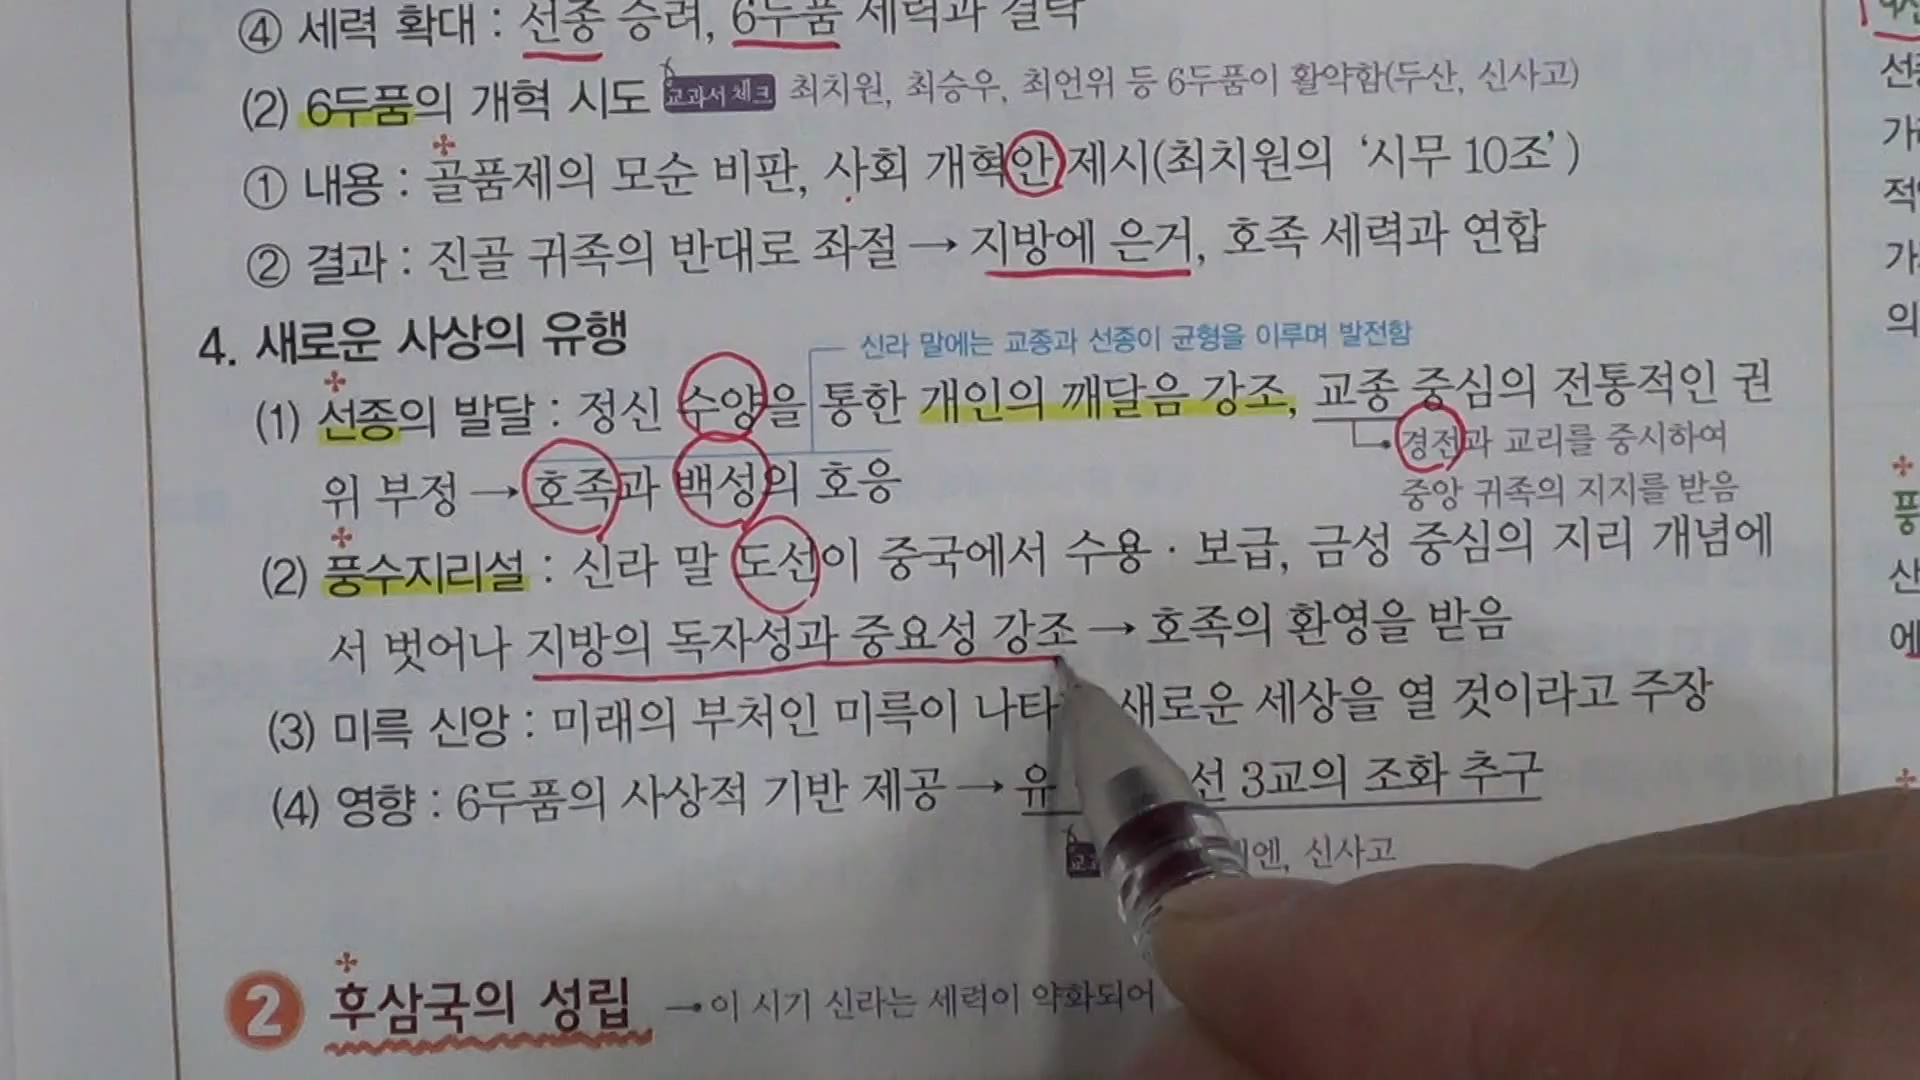 ④ 세력 확대 : 선종 승려, 6두품 세력과 결탁
(2) 6두품의 개혁 시도 교과서 체크 최치원, 최승우, 최언위 등 6두품이 활약함(두산, 신사고)
① 내용 : 골품제의 모순 비판, 사회 개혁안 제시(최치원의 ‘시무 10조’)
② 결과 : 진골 귀족의 반대로 좌절 → 지방에 은거, 호족 세력과 연합
4. 새로운 사상의 유행
신라 말에는 교종과 선종이 균형을 이루며 발전함
(1) 선종의 발달 : 정신 수양을 통한 개인의 깨달음 강조, 교종 중심의 전통적인 권
경전과 교리를 중시하여
위 부정 → 호족과 백성의 호응
중앙 귀족의 지지를 받음
(2) 풍수지리설 : 신라 말 도선이 중국에서 수용 · 보급, 금성 중심의 지리 개념에
서 벗어나 지방의 독자성과 중요성 강조 → 호족의 환영을 받음
(3) 미륵 신앙 : 미래의 부처인 미륵이 나타 새로운 세상을 열 것이라고 주장
(4) 영향 : 6두품의 사상적 기반 제공 → 유 선 3교의 조화 추구
신사고
2 후삼국의 성립 → 이 시기 신라는 세력이 약화되어
선
가
적
가
의
풍
산
에